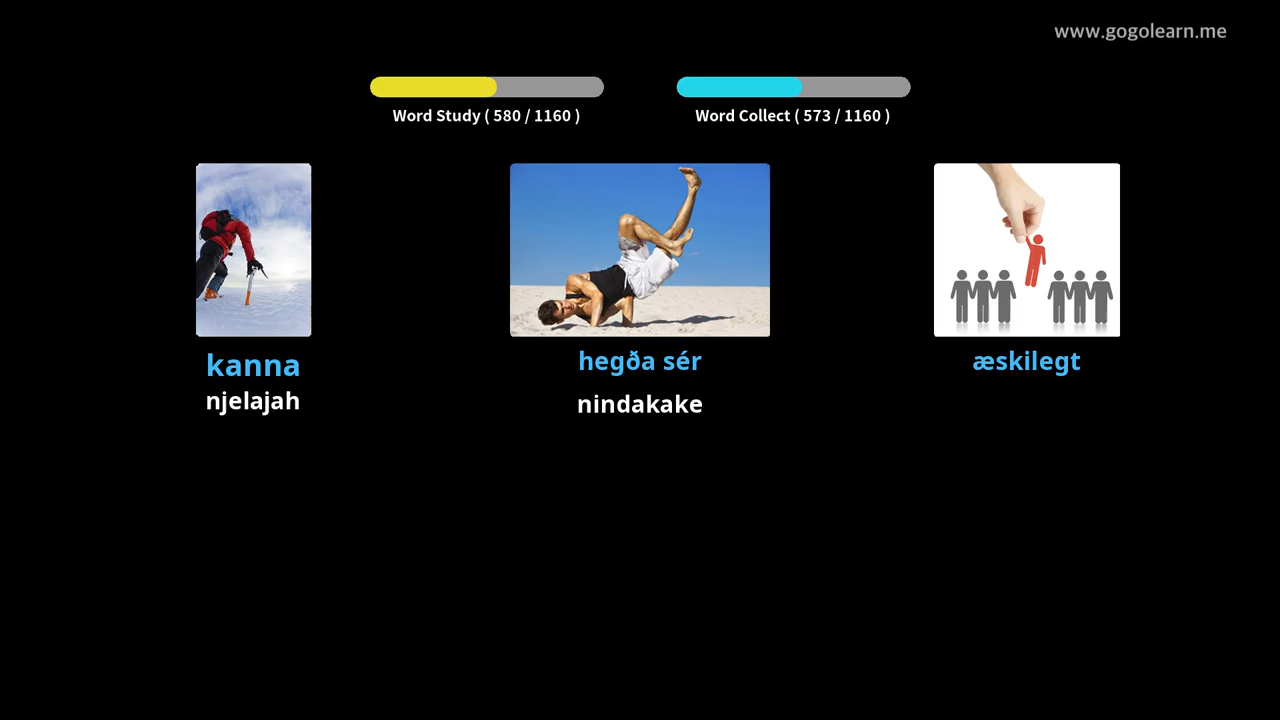 www.gogolearn.me
Word Study ( 580 / 1160 )
Word Collect ( 573 / 1160 )
kanna
njelajah
hegða sér
nindakake
æskilegt